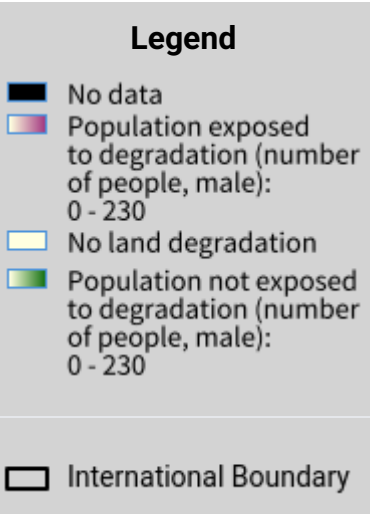 Legend
No data
Population exposed
to degradation (number
of people, male):
0 - 230
No land degradation
Population not exposed
to degradation (number
of people, male):
0 - 230
International Boundary